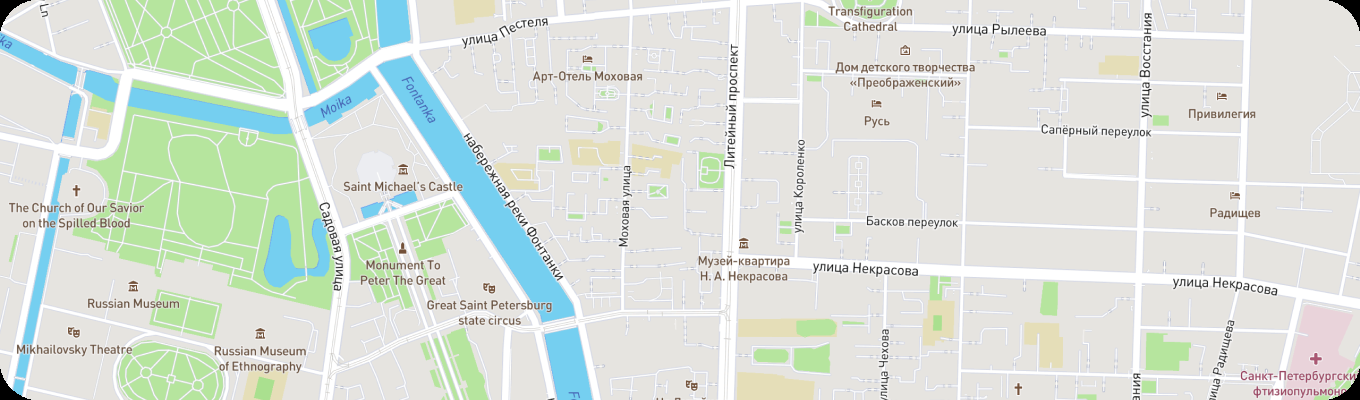 Ln
улица Пестеля
Transfiguration
Cathedral
улица Рылеева
улица Восстания
Арт-Отель Моховая
Литейный проспект
Дом детского творчества
«Преображенский»
Fontanka
Moika
Русь
Привилегия
Сапёрный переулок
набережная реки Фонтанки
улица Короленко
Saint Michael's Castle
Моховая улица
The Church of Our Savior
on the Spilled Blood
Садовая улица
Радищев
Басков переулок
Monument To
Peter The Great
Музей-квартира
Н. А. Некрасова
улица Некрасова
улица Некрасова
Russian Museum
Great Saint Petersburg
state circus
Mikhailovsky Theatre
Russian Museum
of Ethnography
улица Чехова
улица Радищева
Санкт-Петербургски
фтизиопульмоно